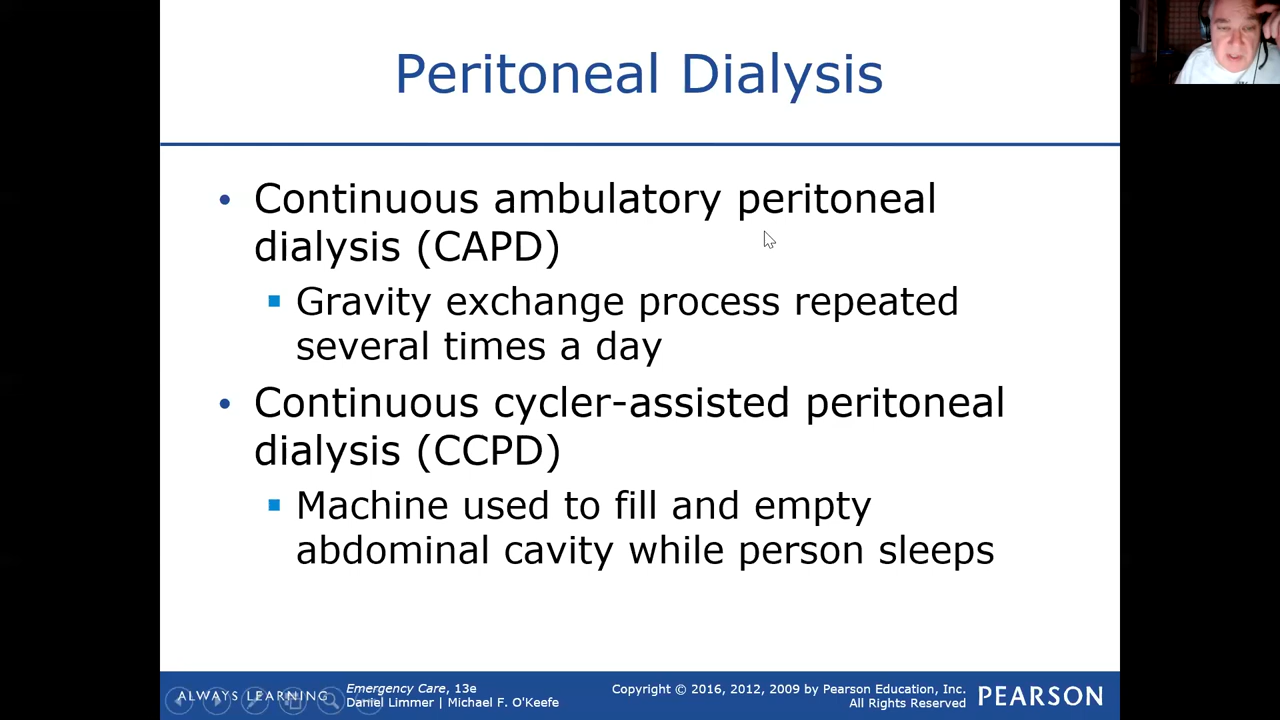 Peritoneal Dialysis
• Continuous ambulatory peritoneal
dialysis (CAPD)
▪ Gravity exchange process repeated
several times a day
• Continuous cycler-assisted peritoneal
dialysis (CCPD)
▪ Machine used to fill and empty
abdominal cavity while person sleeps
ALWAYS LEARNING
Emergency Care, 13e
Daniel Limmer | Michael F. O'Keefe
Copyright © 2016, 2012, 2009 by Pearson Education, Inc.
All Rights Reserved
PEARSON